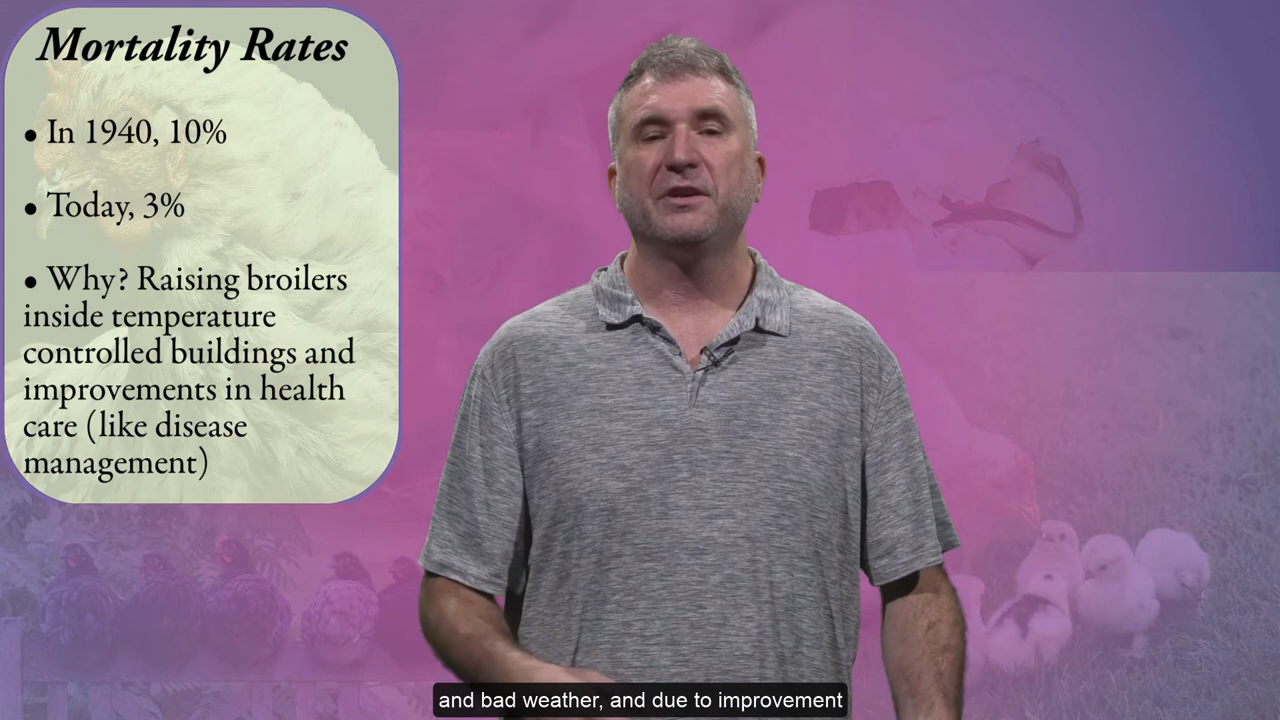 Mortality Rates
• In 1940, 10%
• Today, 3%
• Why? Raising broilers
inside temperature
controlled buildings and
improvements in health
care (like disease
management)
and bad weather, and due to improvement